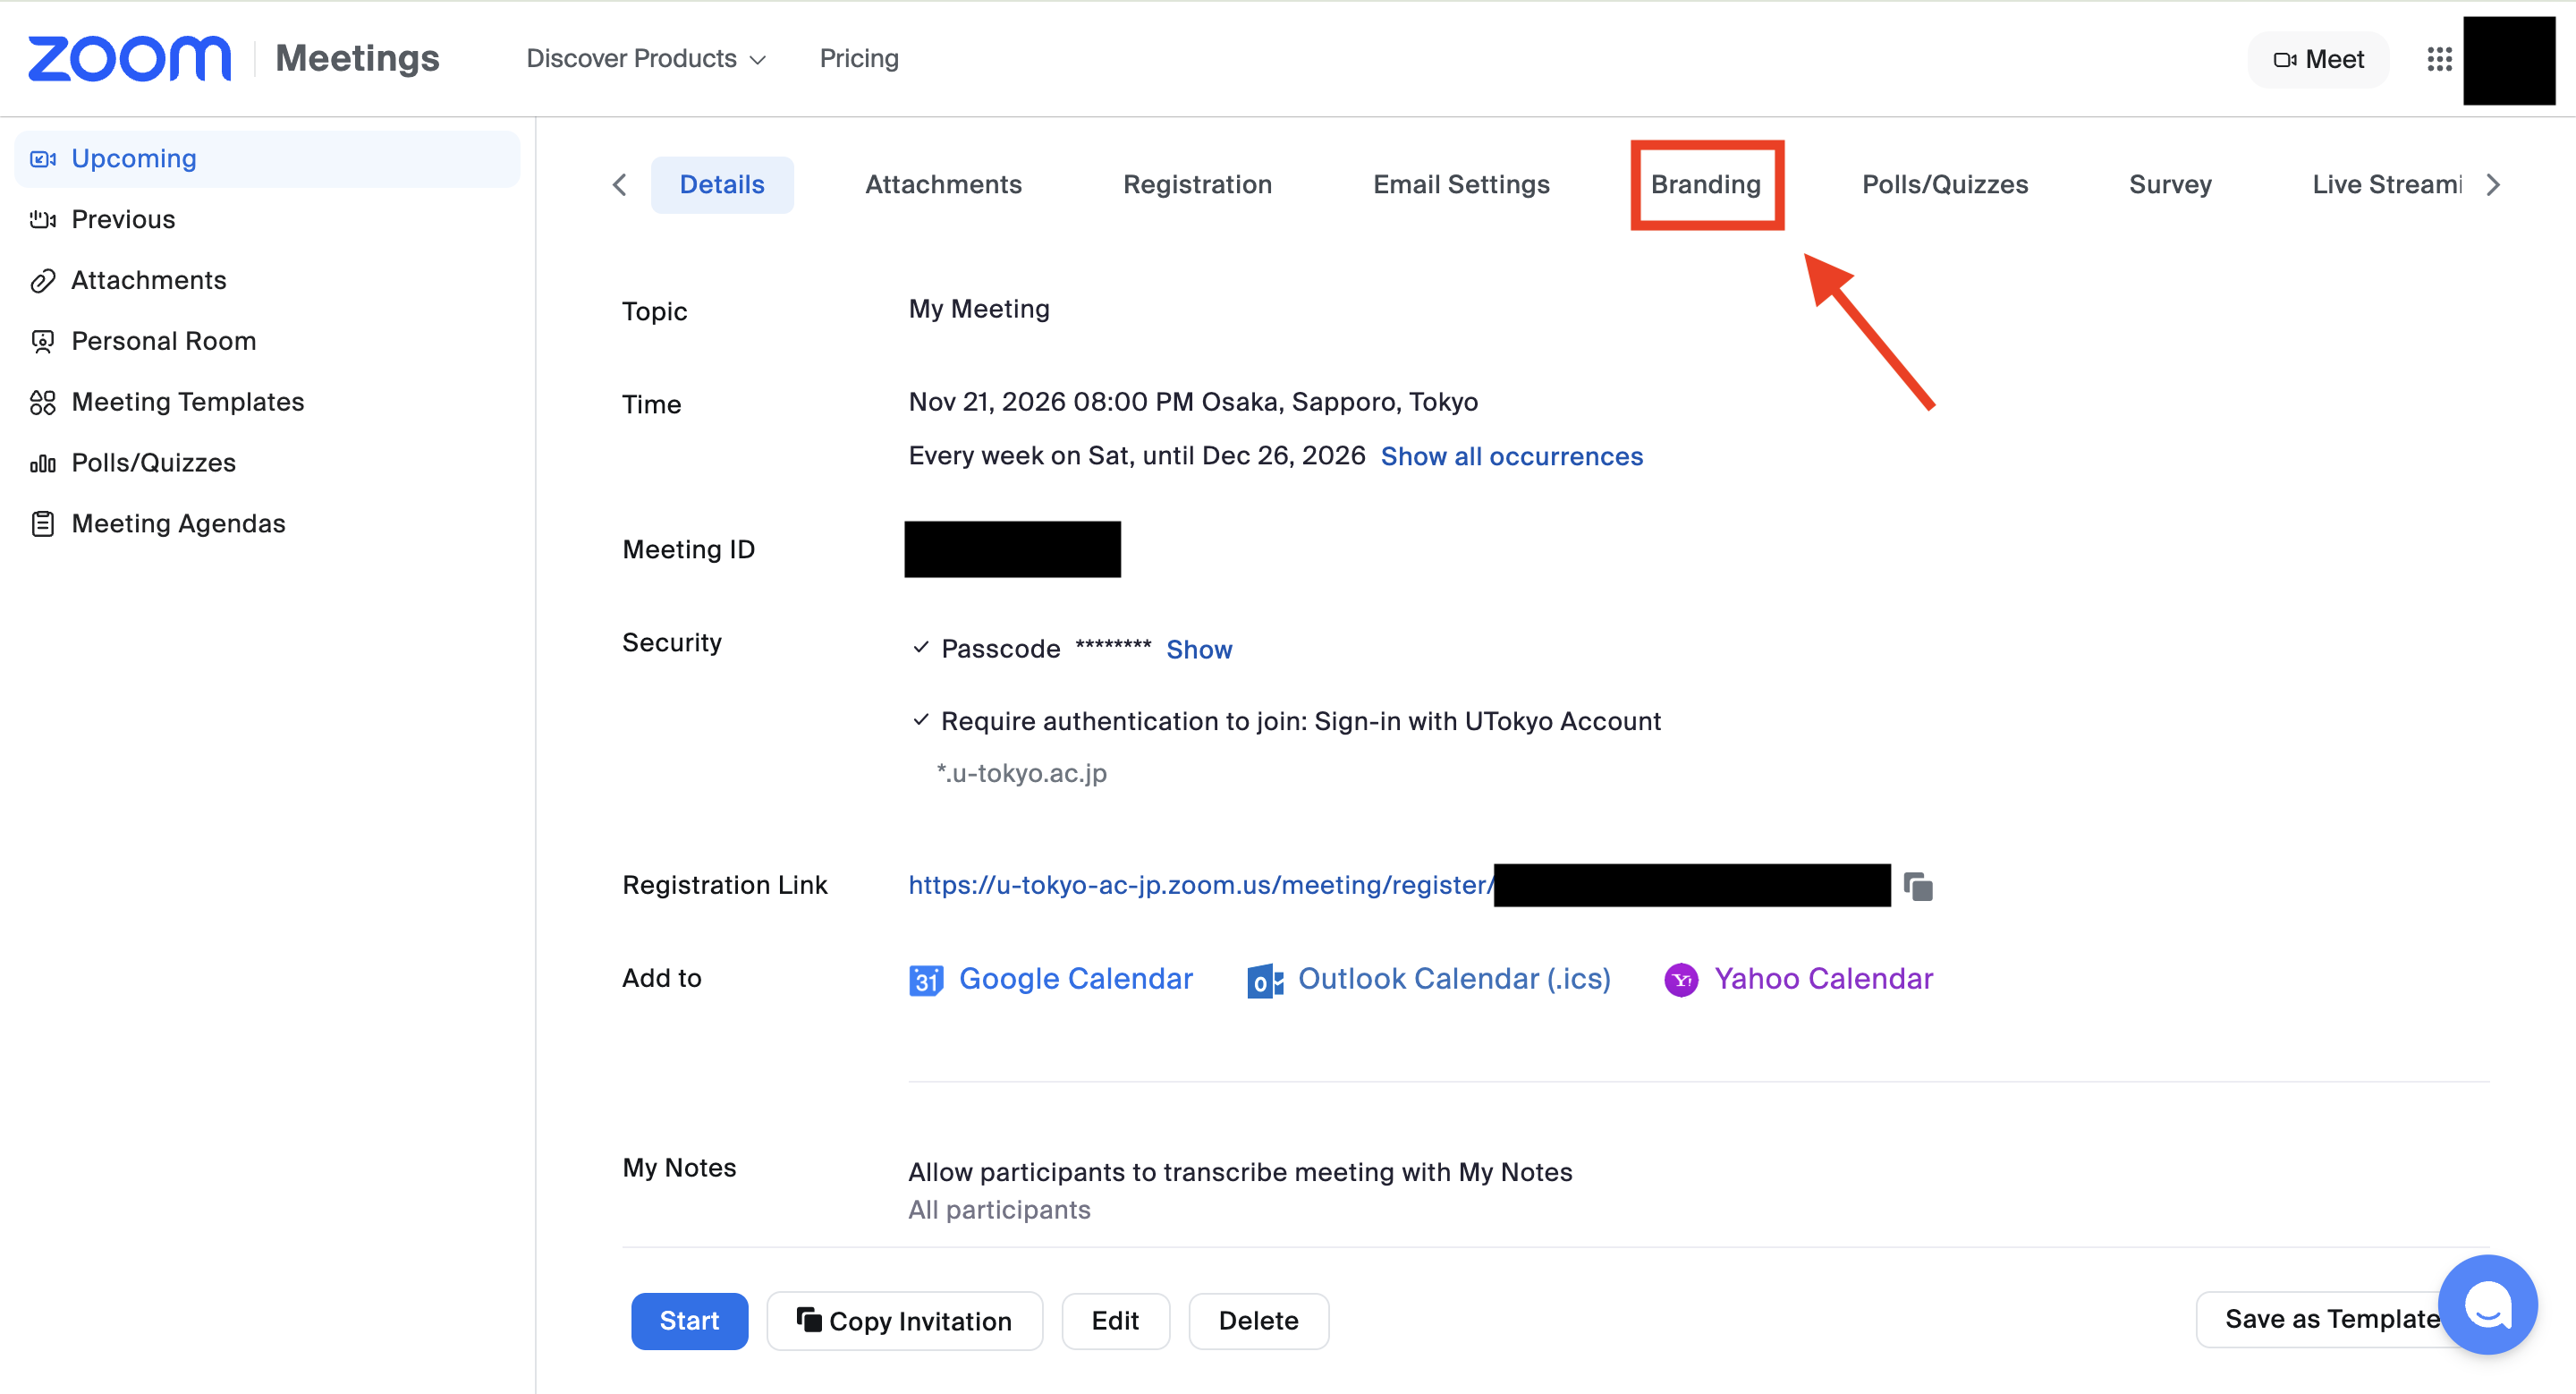 zoom Meetings Discover Products Pricing Meet
Upcoming
Previous
Attachments
Personal Room
Meeting Templates
Polls/Quizzes
Meeting Agendas
Details Attachments Registration Email Settings Branding Polls/Quizzes Survey Live Streami
Topic My Meeting
Time Nov 21, 2026 08:00 PM Osaka, Sapporo, Tokyo
Every week on Sat, until Dec 26, 2026 Show all occurrences
Meeting ID
Security Passcode ******** Show
Require authentication to join: Sign-in with UTokyo Account
*.u-tokyo.ac.jp
Registration Link https://u-tokyo-ac-jp.zoom.us/meeting/register/
Add to 31 Google Calendar Outlook Calendar (.ics) Y! Yahoo Calendar
My Notes Allow participants to transcribe meeting with My Notes
All participants
Start Copy Invitation Edit Delete Save as Template